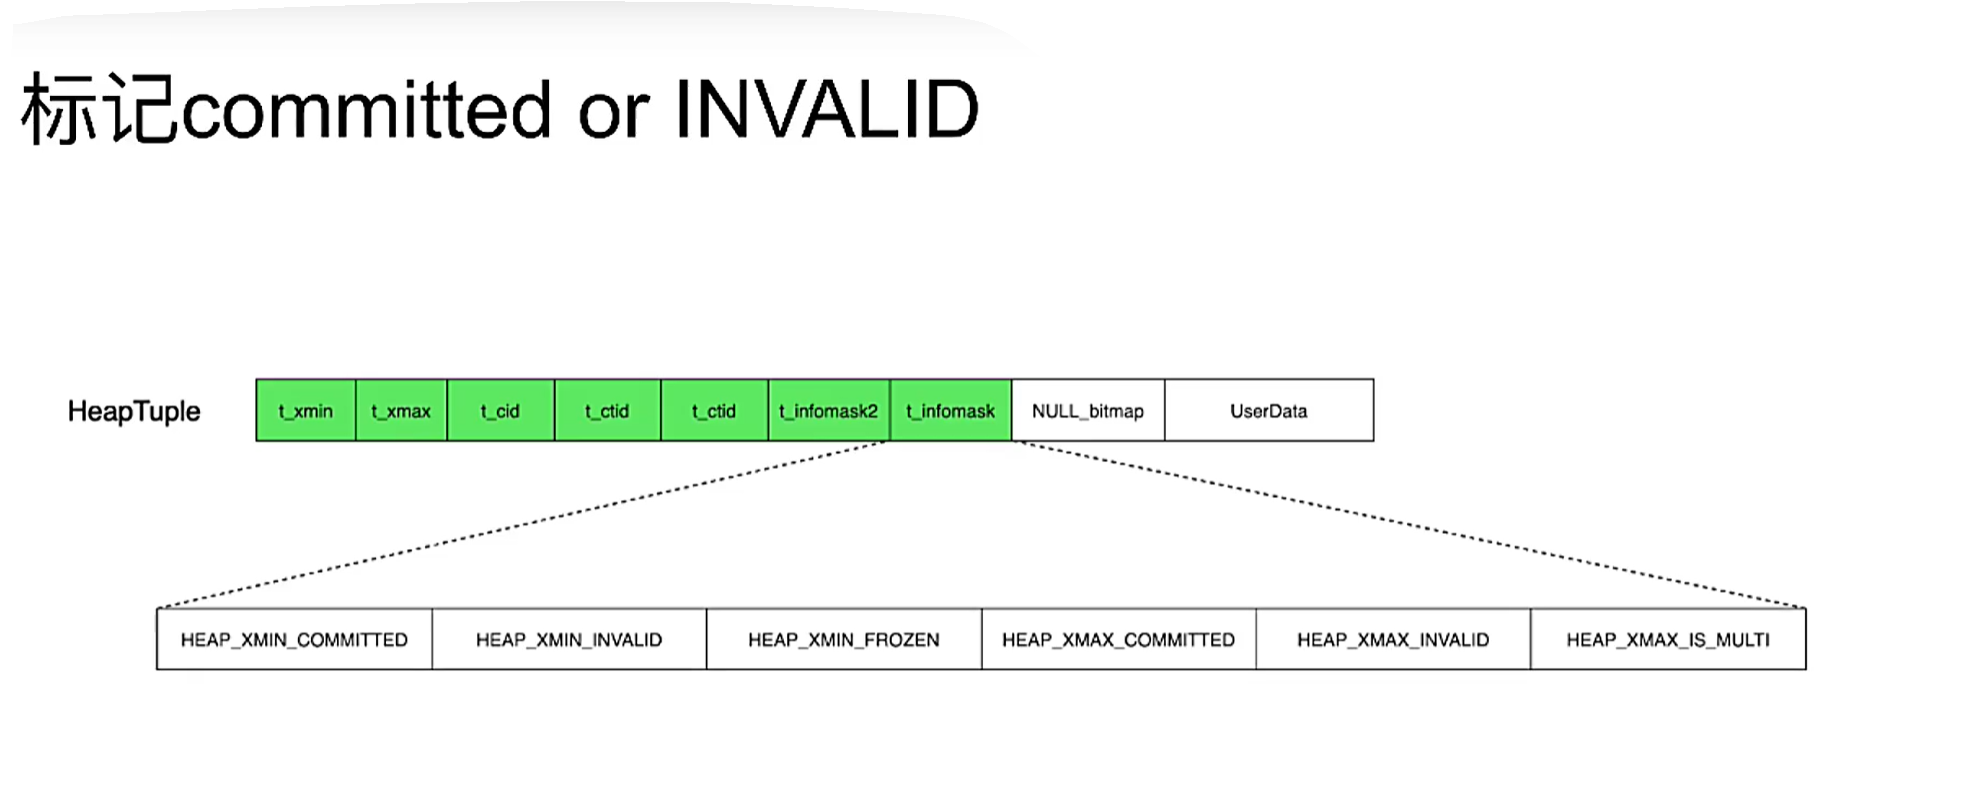 标记committed or INVALID
HeapTuple t_xmin t_xmax t_cid t_ctid t_ctid t_infomask2 t_infomask NULL_bitmap UserData
HEAP_XMIN_COMMITTED HEAP_XMIN_INVALID HEAP_XMIN_FROZEN HEAP_XMAX_COMMITTED HEAP_XMAX_INVALID HEAP_XMAX_IS_MULTI